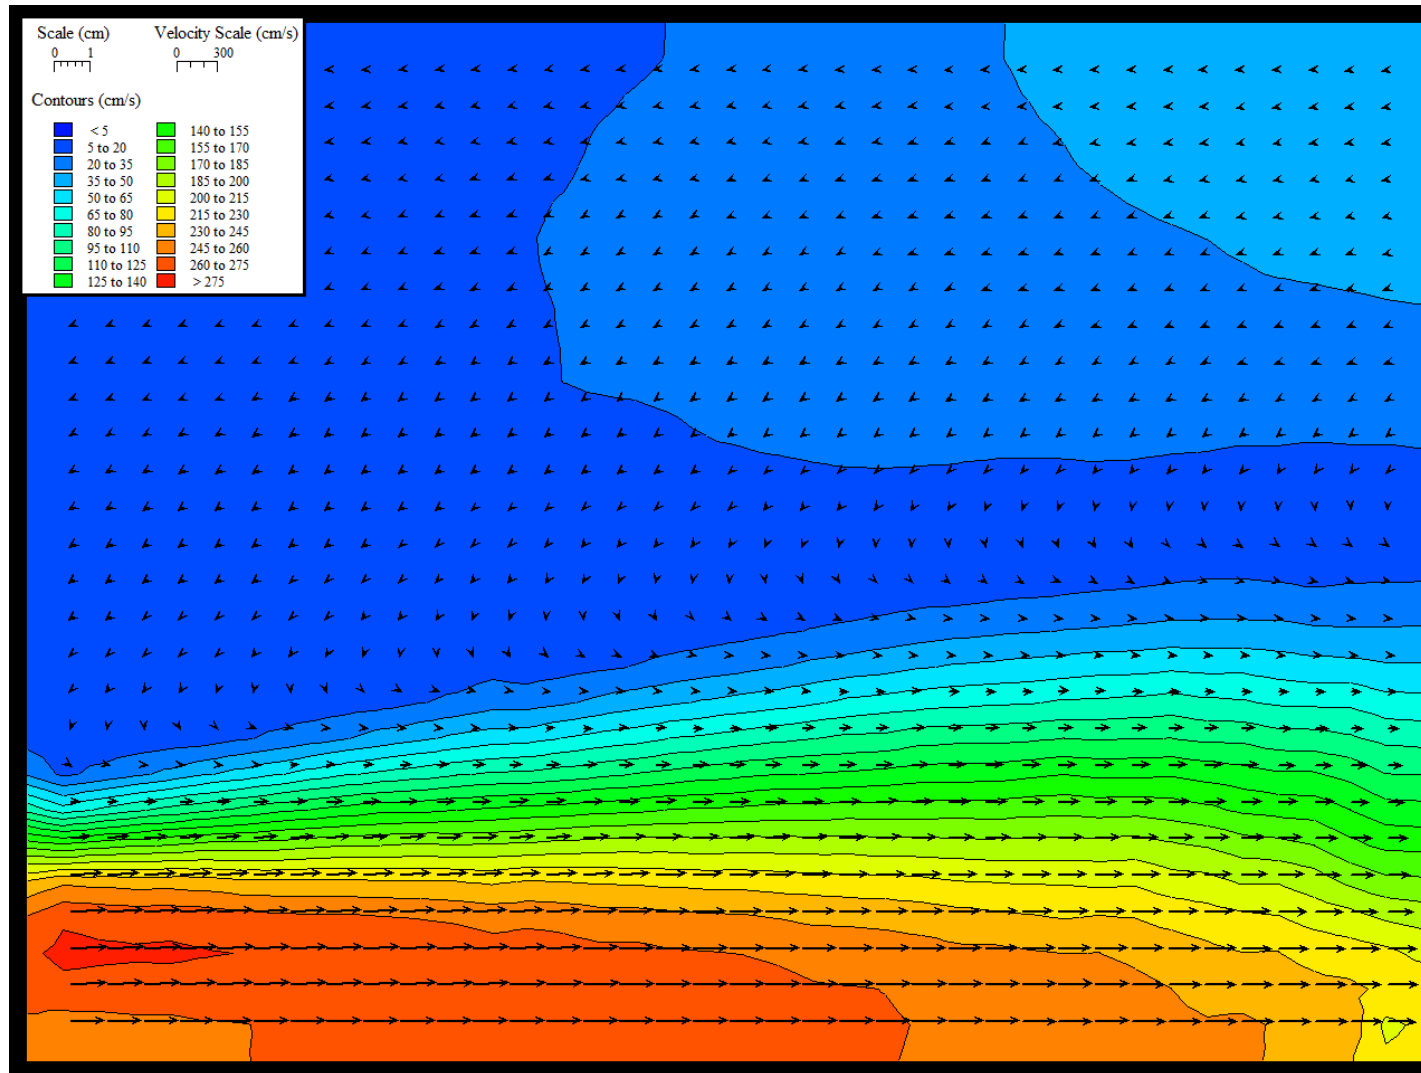 Scale (cm) Velocity Scale (cm/s)
0 1 0 300
Contours (cm/s)
< 5 140 to 155
5 to 20 155 to 170
20 to 35 170 to 185
35 to 50 185 to 200
50 to 65 200 to 215
65 to 80 215 to 230
80 to 95 230 to 245
95 to 110 245 to 260
110 to 125 260 to 275
125 to 140 > 275